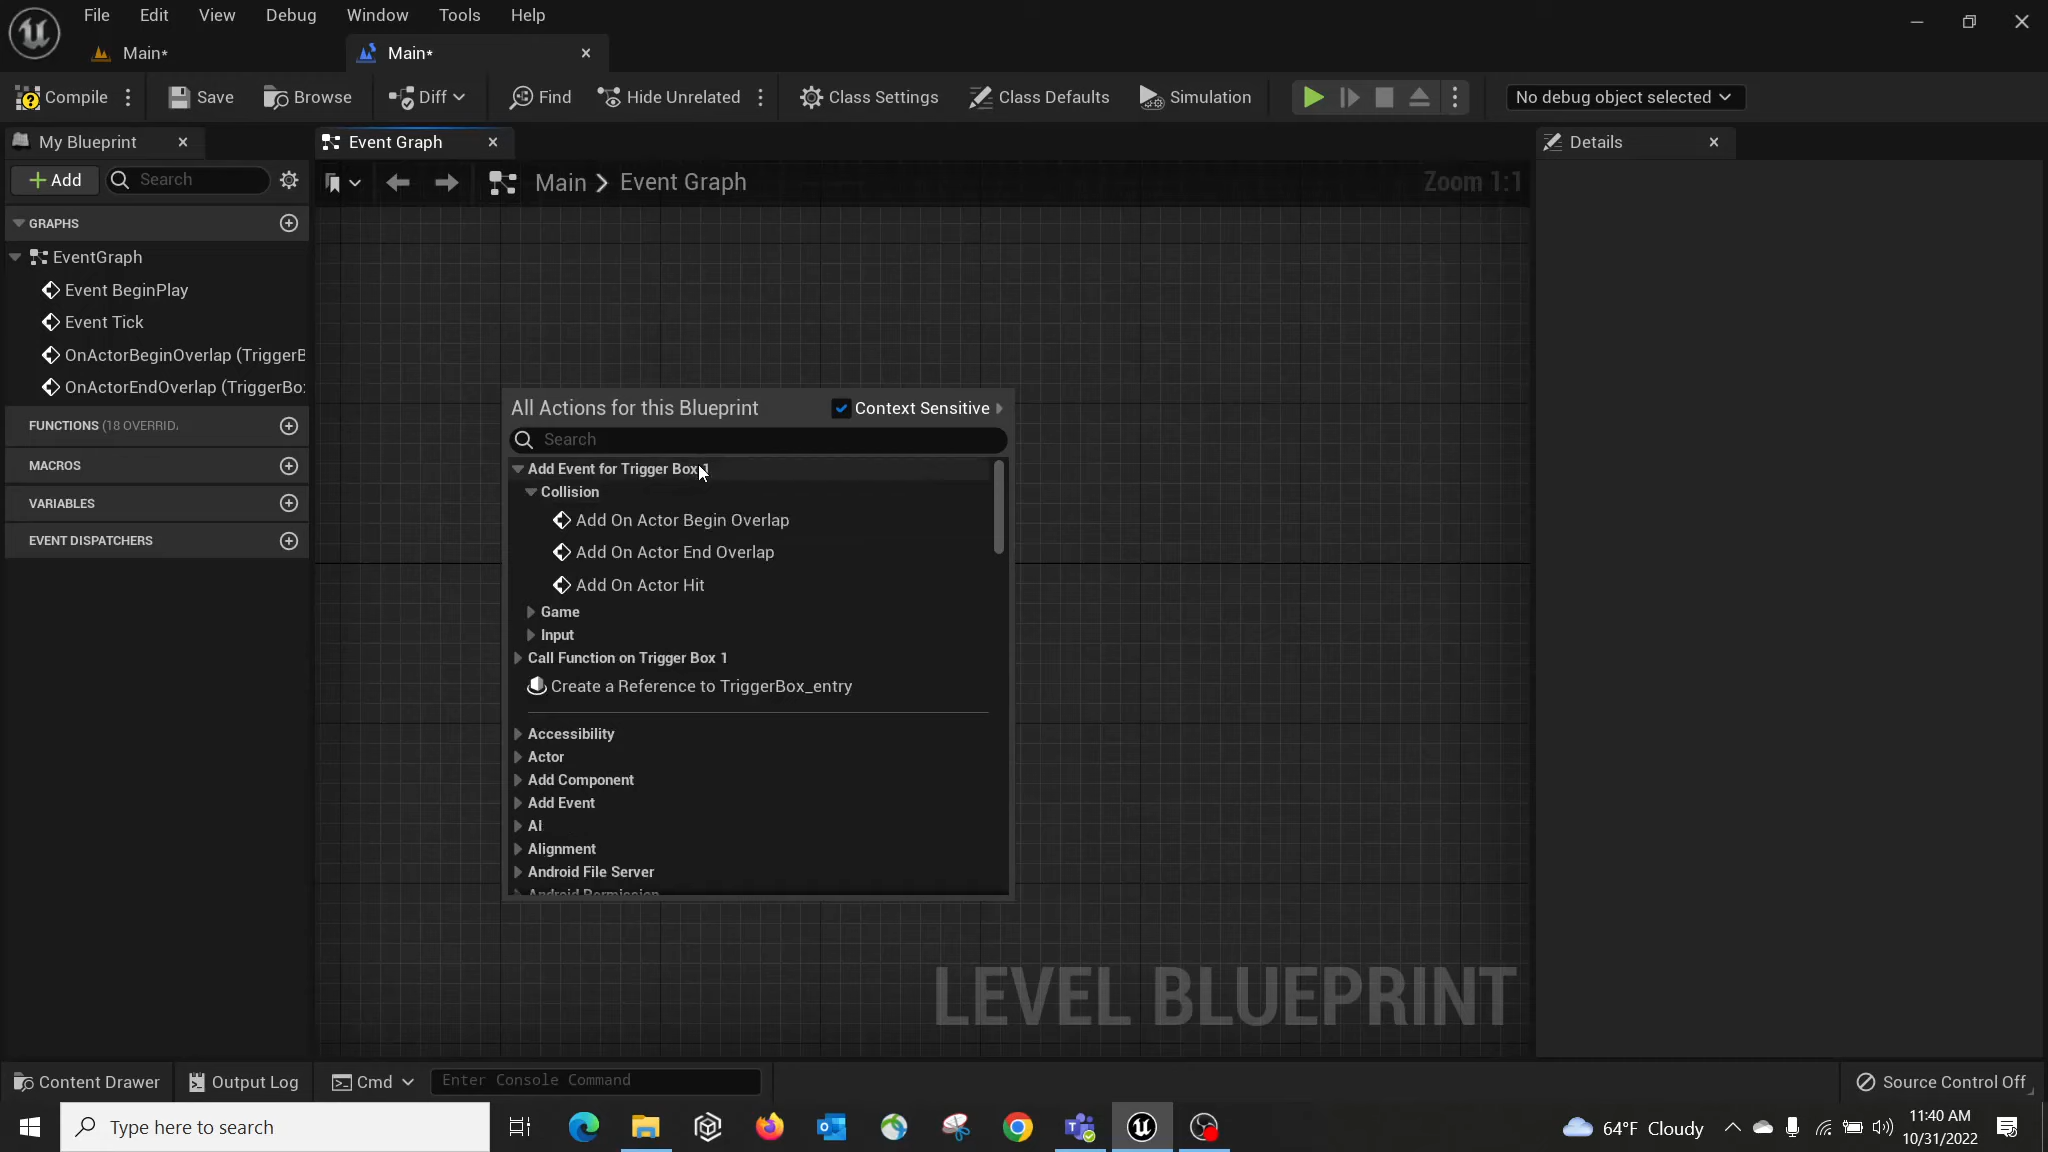 File Edit View Debug Window Tools Help
Main*
Main*
Compile Save Browse Diff Find Hide Unrelated Class Settings Class Defaults Simulation No debug object selected
My Blueprint
Event Graph
Details
Add
Search
Main > Event Graph
Zoom 1:1
GRAPHS
EventGraph
Event BeginPlay
Event Tick
OnActorBeginOverlap (TriggerB
OnActorEndOverlap (TriggerBo
FUNCTIONS (18 OVERRID
MACROS
VARIABLES
EVENT DISPATCHERS
All Actions for this Blueprint
Context Sensitive
Search
Add Event for Trigger Box 1
Collision
Add On Actor Begin Overlap
Add On Actor End Overlap
Add On Actor Hit
Game
Input
Call Function on Trigger Box 1
Create a Reference to TriggerBox_entry
Accessibility
Actor
Add Component
Add Event
AI
Alignment
Android File Server
Android Permission
LEVEL BLUEPRINT
Content Drawer
Output Log
Cmd
Enter Console Command
Source Control Off
Type here to search
64°F Cloudy
11:40 AM
10/31/2022